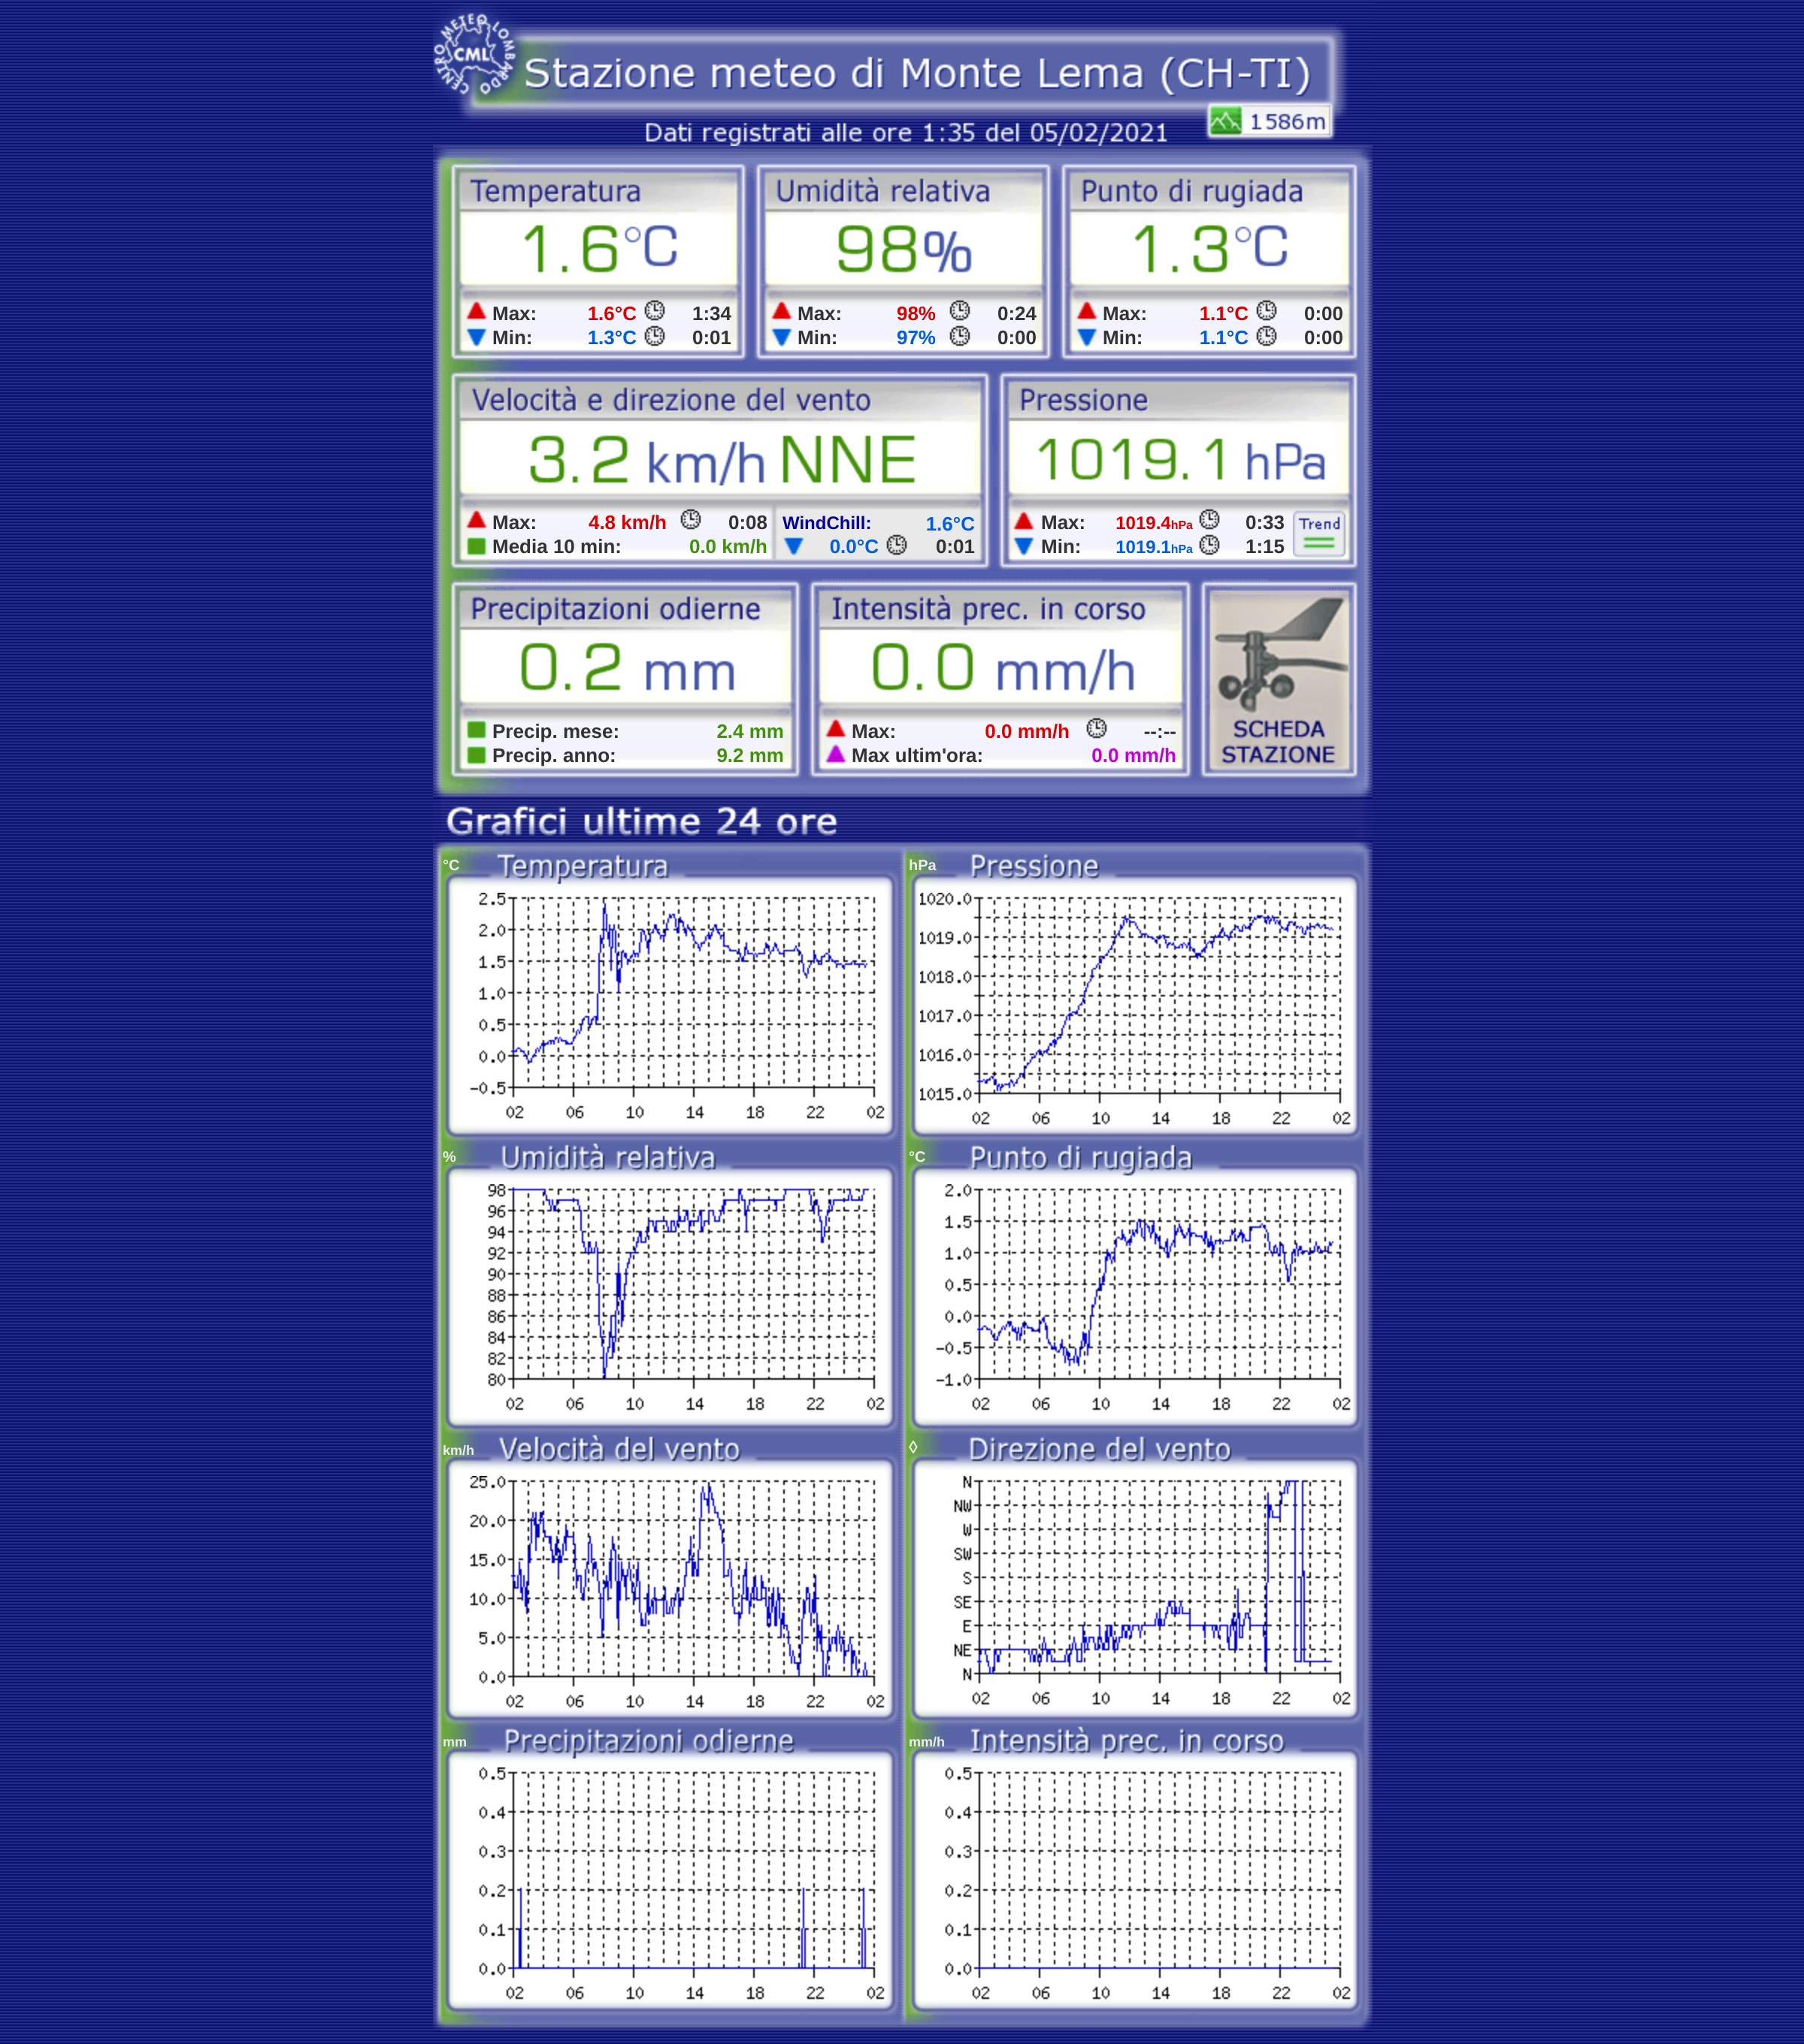 CENTRO METEO LOMBARDO
CML
Stazione meteo di Monte Lema (CH-TI)
1586m
Dati registrati alle ore 1:35 del 05/02/2021
Temperatura
1.6°C
Max: 1.6°C 1:34
Min: 1.3°C 0:01
Umidità relativa
98%
Max: 98% 0:24
Min: 97% 0:00
Punto di rugiada
1.3°C
Max: 1.1°C 0:00
Min: 1.1°C 0:00
Velocità e direzione del vento
3.2 km/h NNE
Max: 4.8 km/h 0:08
Media 10 min: 0.0 km/h
WindChill: 1.6°C
0.0°C 0:01
Pressione
1019.1 hPa
Max: 1019.4hPa 0:33
Min: 1019.1hPa 1:15
Trend
Precipitazioni odierne
0.2 mm
Precip. mese: 2.4 mm
Precip. anno: 9.2 mm
Intensità prec. in corso
0.0 mm/h
Max: 0.0 mm/h --:--
Max ultim'ora: 0.0 mm/h
SCHEDA
STAZIONE
Grafici ultime 24 ore
°C Temperatura
2.5
2.0
1.5
1.0
0.5
0.0
-0.5
02 06 10 14 18 22 02
hPa Pressione
1020.0
1019.0
1018.0
1017.0
1016.0
1015.0
02 06 10 14 18 22 02
% Umidità relativa
98
96
94
92
90
88
86
84
82
80
02 06 10 14 18 22 02
°C Punto di rugiada
2.0
1.5
1.0
0.5
0.0
-0.5
-1.0
02 06 10 14 18 22 02
km/h Velocità del vento
25.0
20.0
15.0
10.0
5.0
0.0
02 06 10 14 18 22 02
◊ Direzione del vento
N
NW
W
SW
S
SE
E
NE
N
02 06 10 14 18 22 02
mm Precipitazioni odierne
0.5
0.4
0.3
0.2
0.1
0.0
02 06 10 14 18 22 02
mm/h Intensità prec. in corso
0.5
0.4
0.3
0.2
0.1
0.0
02 06 10 14 18 22 02